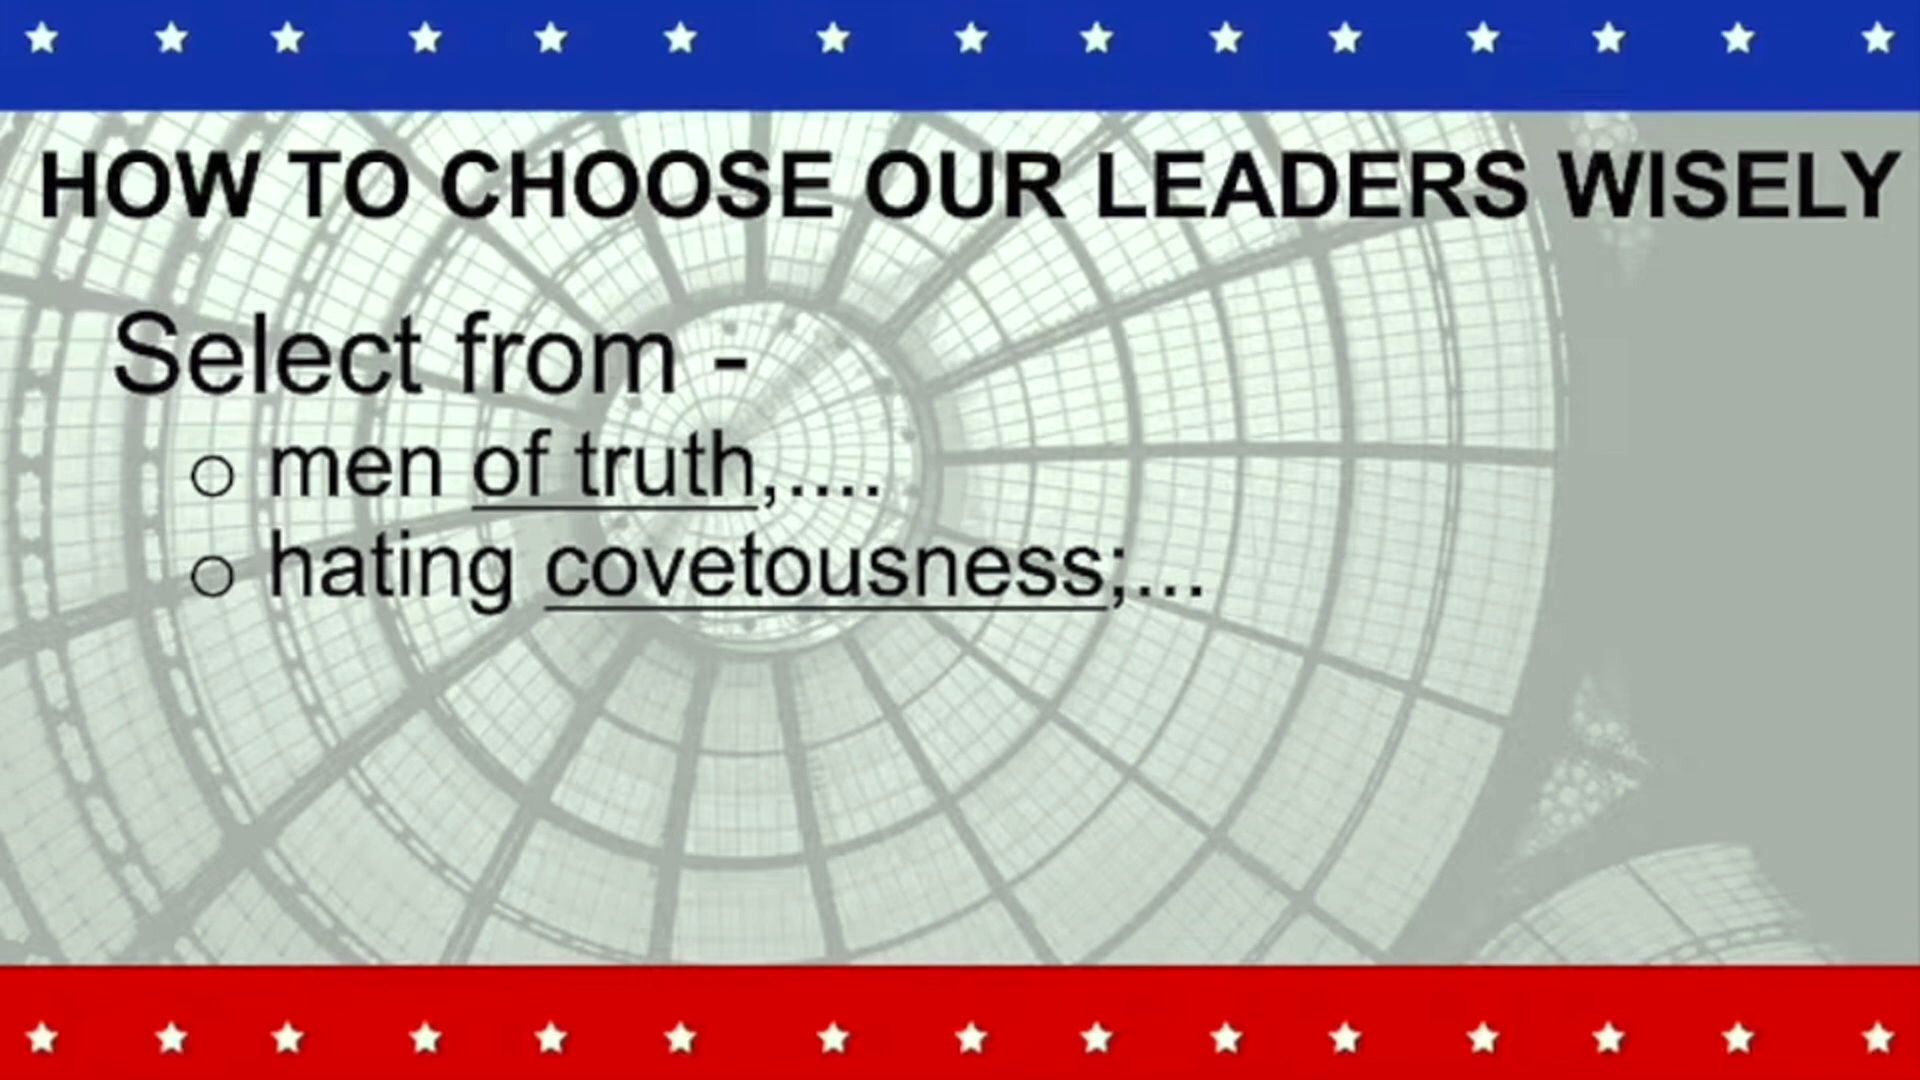 HOW TO CHOOSE OUR LEADERS WISELY
Select from -
○ men of truth,....
○ hating covetousness;...